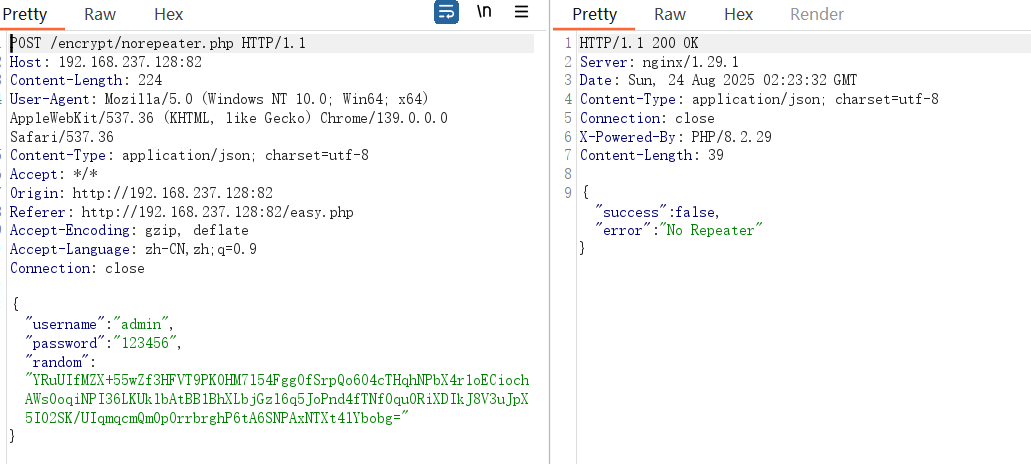 Pretty Raw Hex \n
POST /encrypt/norepeater.php HTTP/1.1
Host: 192.168.237.128:82
Content-Length: 224
User-Agent: Mozilla/5.0 (Windows NT 10.0; Win64; x64)
AppleWebKit/537.36 (KHTML, like Gecko) Chrome/139.0.0.0
Safari/537.36
Content-Type: application/json; charset=utf-8
Accept: */*
Origin: http://192.168.237.128:82
Referer: http://192.168.237.128:82/easy.php
Accept-Encoding: gzip, deflate
Accept-Language: zh-CN,zh;q=0.9
Connection: close
{
"username":"admin",
"password":"123456",
"random":
"YRuUIfMZX+55wZf3HFVT9PK0HM7154Fgg0fSrpQo604cTHqhNPbX4r1oECioch
AWs0oqiNPI36LKUk1bAtBB1BhXLbjGz16q5JoPnd4fTNf0qu0RiXDIkJ8V3uJpX
5I02SK/UIqmqcmQm0p0rrbrghP6tA6SNPAxNTXt41Ybobg="
}
Pretty Raw Hex Render
1 HTTP/1.1 200 OK
2 Server: nginx/1.29.1
3 Date: Sun, 24 Aug 2025 02:23:32 GMT
4 Content-Type: application/json; charset=utf-8
5 Connection: close
6 X-Powered-By: PHP/8.2.29
7 Content-Length: 39
8
9 {
"success":false,
"error":"No Repeater"
}